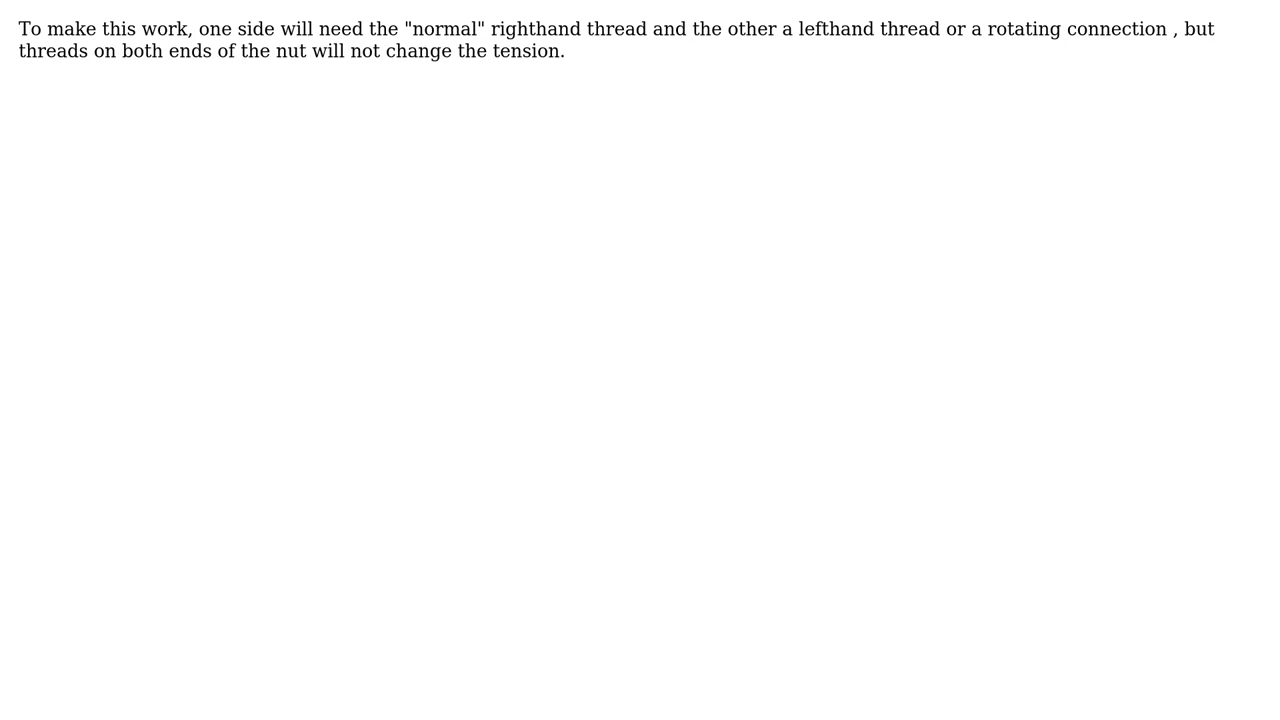 To make this work, one side will need the "normal" righthand thread and the other a lefthand thread or a rotating connection , but
threads on both ends of the nut will not change the tension.